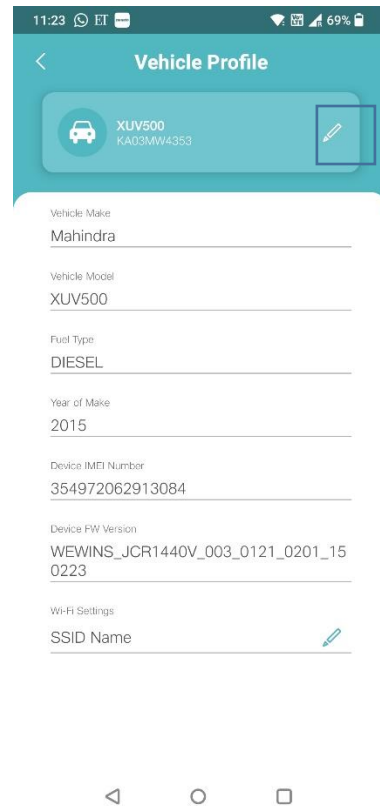 11:23 ET 69%
Vehicle Profile
XUV500
KA03MW4353
Vehicle Make
Mahindra
Vehicle Model
XUV500
Fuel Type
DIESEL
Year of Make
2015
Device IMEI Number
354972062913084
Device FW Version
WEWINS_JCR1440V_003_0121_0201_15
0223
Wi-Fi Settings
SSID Name